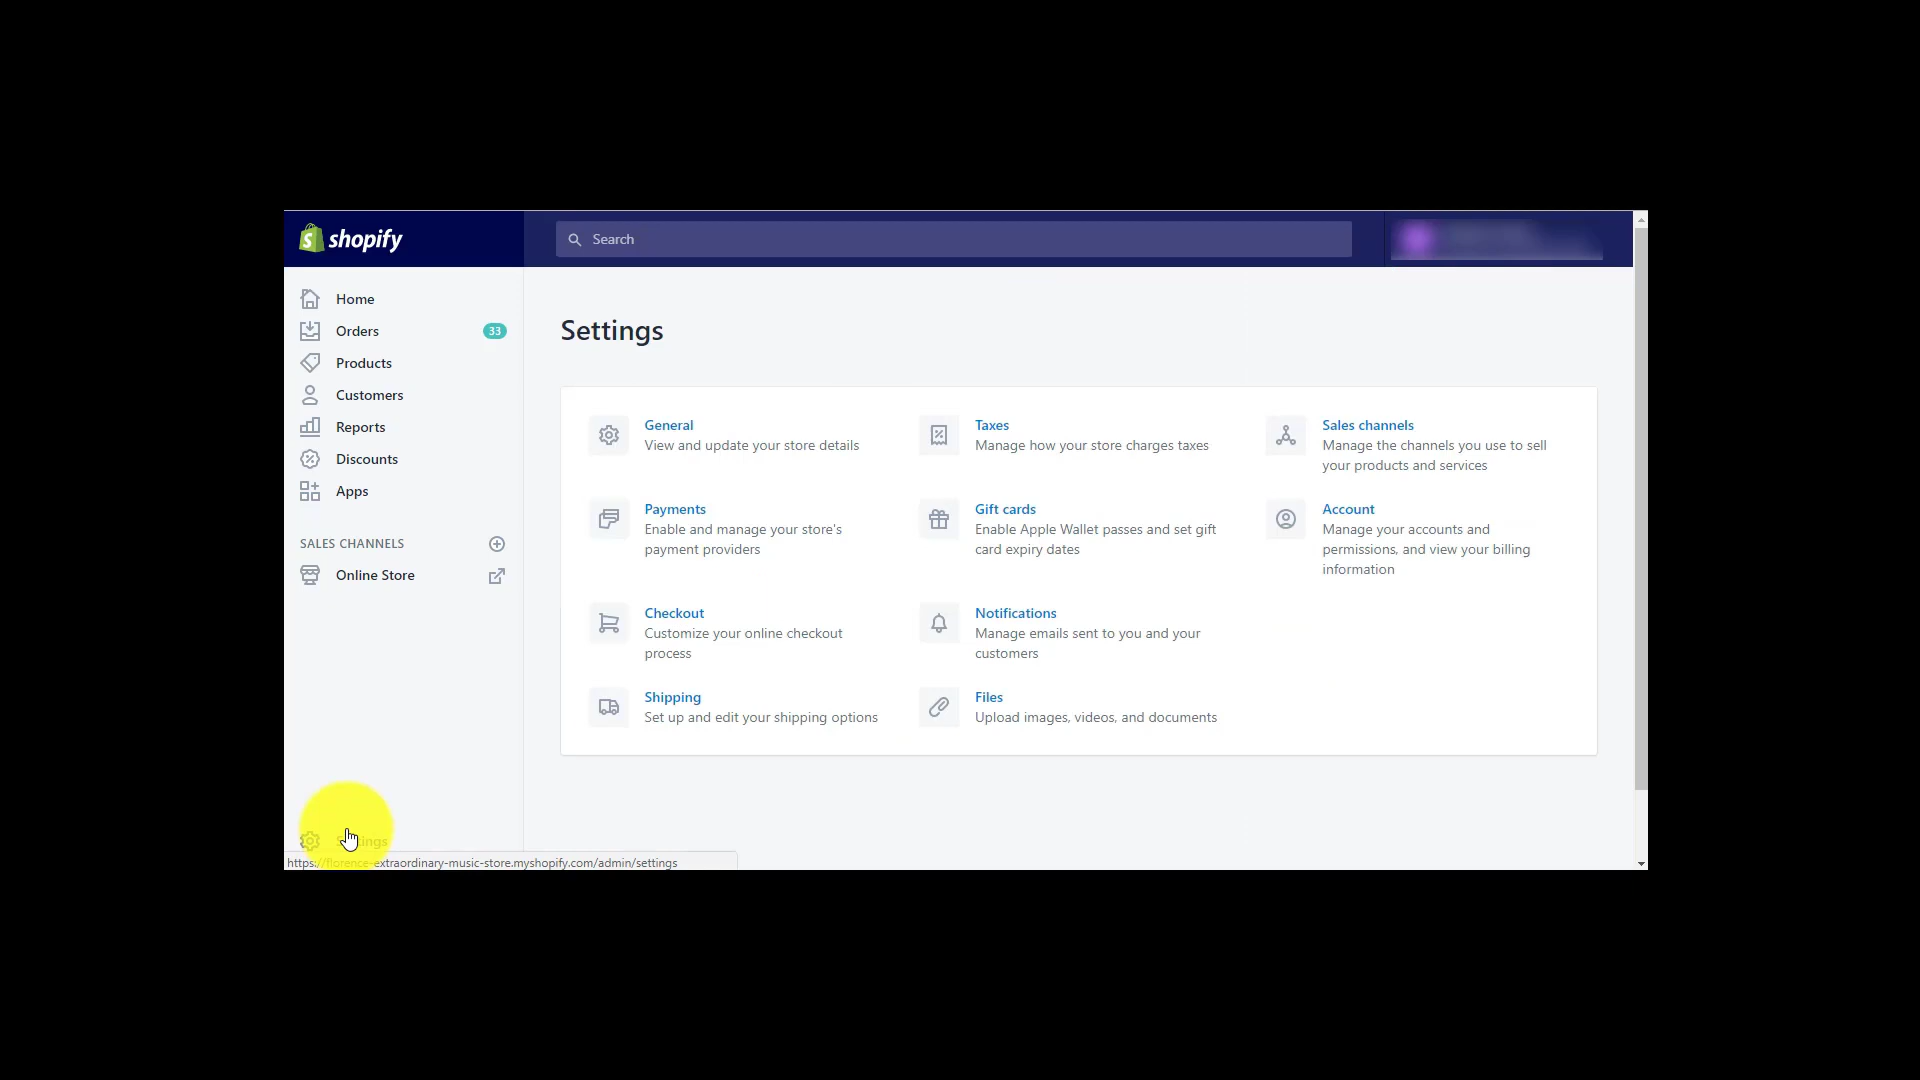 shopify
Search
Home
Orders 33
Products
Customers
Reports
Discounts
Apps
SALES CHANNELS
Online Store
Settings
General
View and update your store details
Taxes
Manage how your store charges taxes
Sales channels
Manage the channels you use to sell
your products and services
Payments
Enable and manage your store's
payment providers
Gift cards
Enable Apple Wallet passes and set gift
card expiry dates
Account
Manage your accounts and
permissions, and view your billing
information
Checkout
Customize your online checkout
process
Notifications
Manage emails sent to you and your
customers
Shipping
Set up and edit your shipping options
Files
Upload images, videos, and documents
Settings
https://florence-extraordinary-music-store.myshopify.com/admin/settings